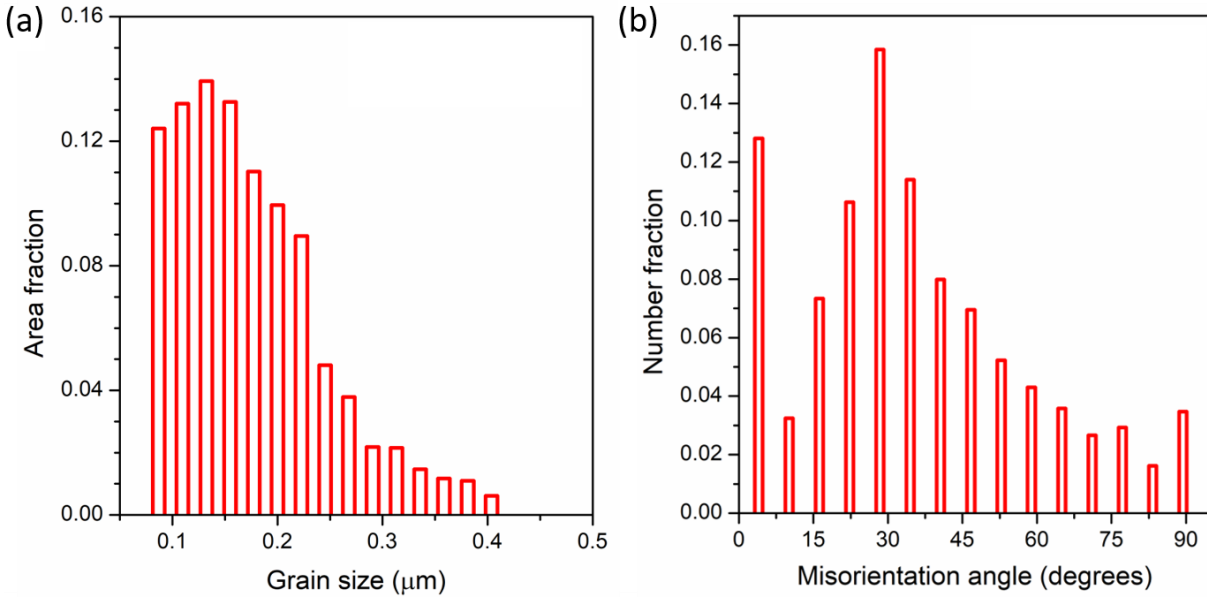 (a)
0.16
0.12
0.08
0.04
0.00
Area fraction
0.1 0.2 0.3 0.4 0.5
Grain size (μm)
(b)
0.16
0.14
0.12
0.10
0.08
0.06
0.04
0.02
0.00
Number fraction
0 15 30 45 60 75 90
Misorientation angle (degrees)